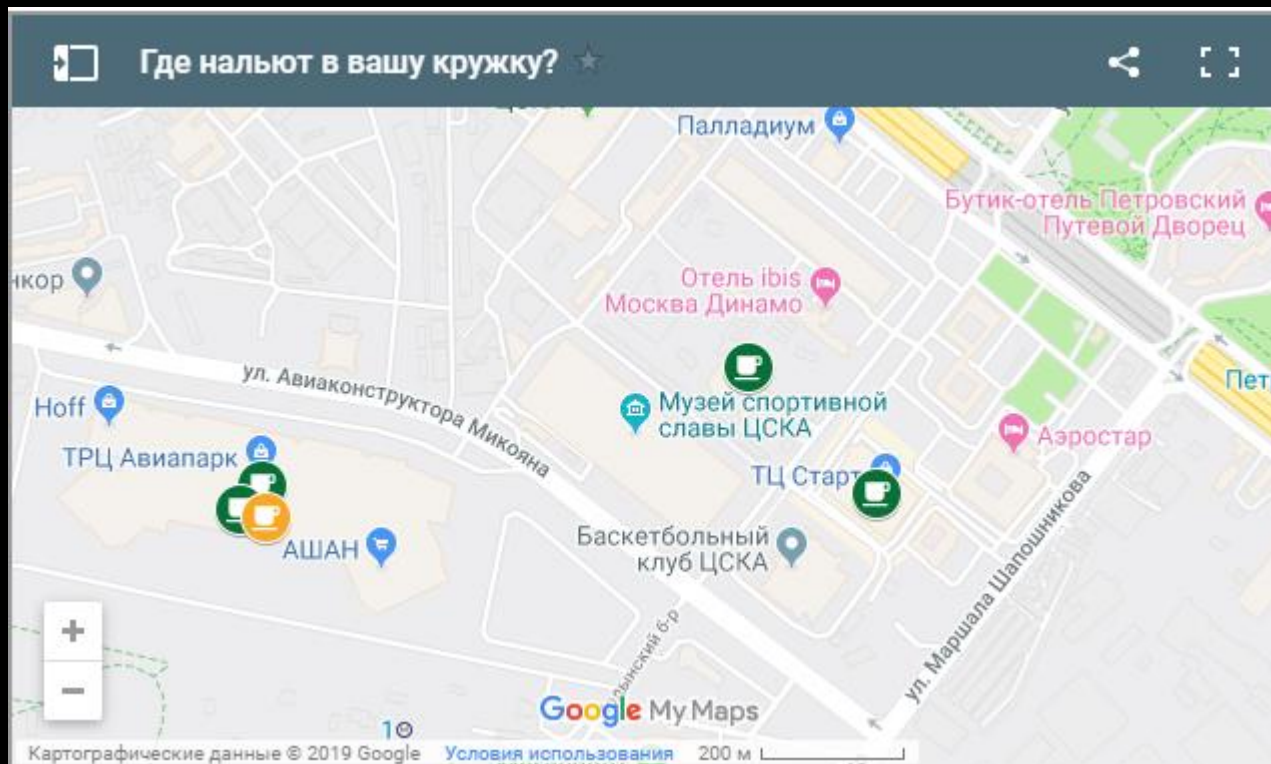 Где нальют в вашу кружку?
Палладиум
Бутик-отель Петровский
Путевой Дворец
Отель ibis
Москва Динамо
нкор
ул. Авиаконструктора Микояна
Hoff
Музей спортивной
славы ЦСКА
Пет
ТРЦ Авиапарк
Аэростар
ТЦ Старт
АШАН
Баскетбольный
клуб ЦСКА
ул. Маршала Шапошникова
дынский б-р
+
−
Google My Maps
1
Картографические данные © 2019 Google Условия использования 200 м